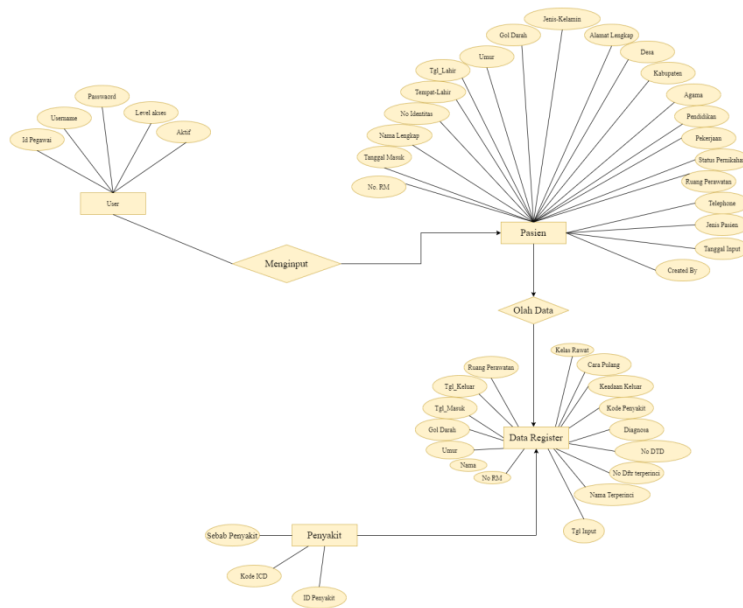 Jenis-Kelamin
Gol Darah
Alamat Lengkap
Umur
Desa
Tgl_Lahir
Kabupaten
Tempat-Lahir
Agama
No Identitas
Pendidikan
Nama Lengkap
Pekerjaan
Tanggal Masuk
Status Pernikahan
No. RM
Ruang Perawatan
Telephone
Pasien
Jenis Pasien
Tanggal Input
Created By
Password
Username
Level akses
Id Pegawai
Aktif
User
Menginput
Olah Data
Kelas Rawat
Ruang Perawatan
Cara Pulang
Tgl_Keluar
Keadaan Keluar
Tgl_Masuk
Kode Penyakit
Gol Darah
Data Register
Diagnosa
Umur
No DTD
Nama
No Dftr terperinci
No RM
Nama Terperinci
Tgl Input
Sebab Penyakit
Penyakit
Kode ICD
ID Penyakit